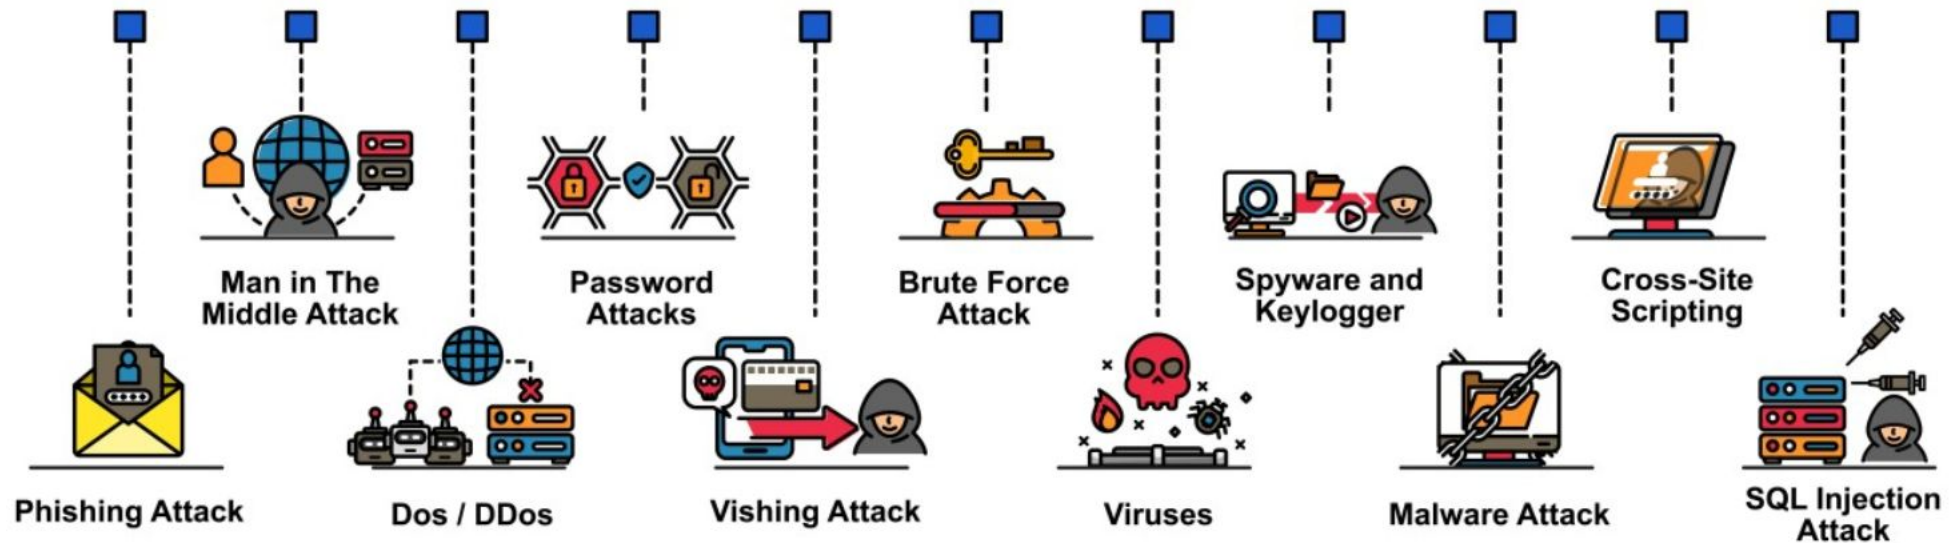 Man in The
Middle Attack
Password
Attacks
Brute Force
Attack
Spyware and
Keylogger
Cross-Site
Scripting
Phishing Attack
Dos / DDos
Vishing Attack
Viruses
Malware Attack
SQL Injection
Attack